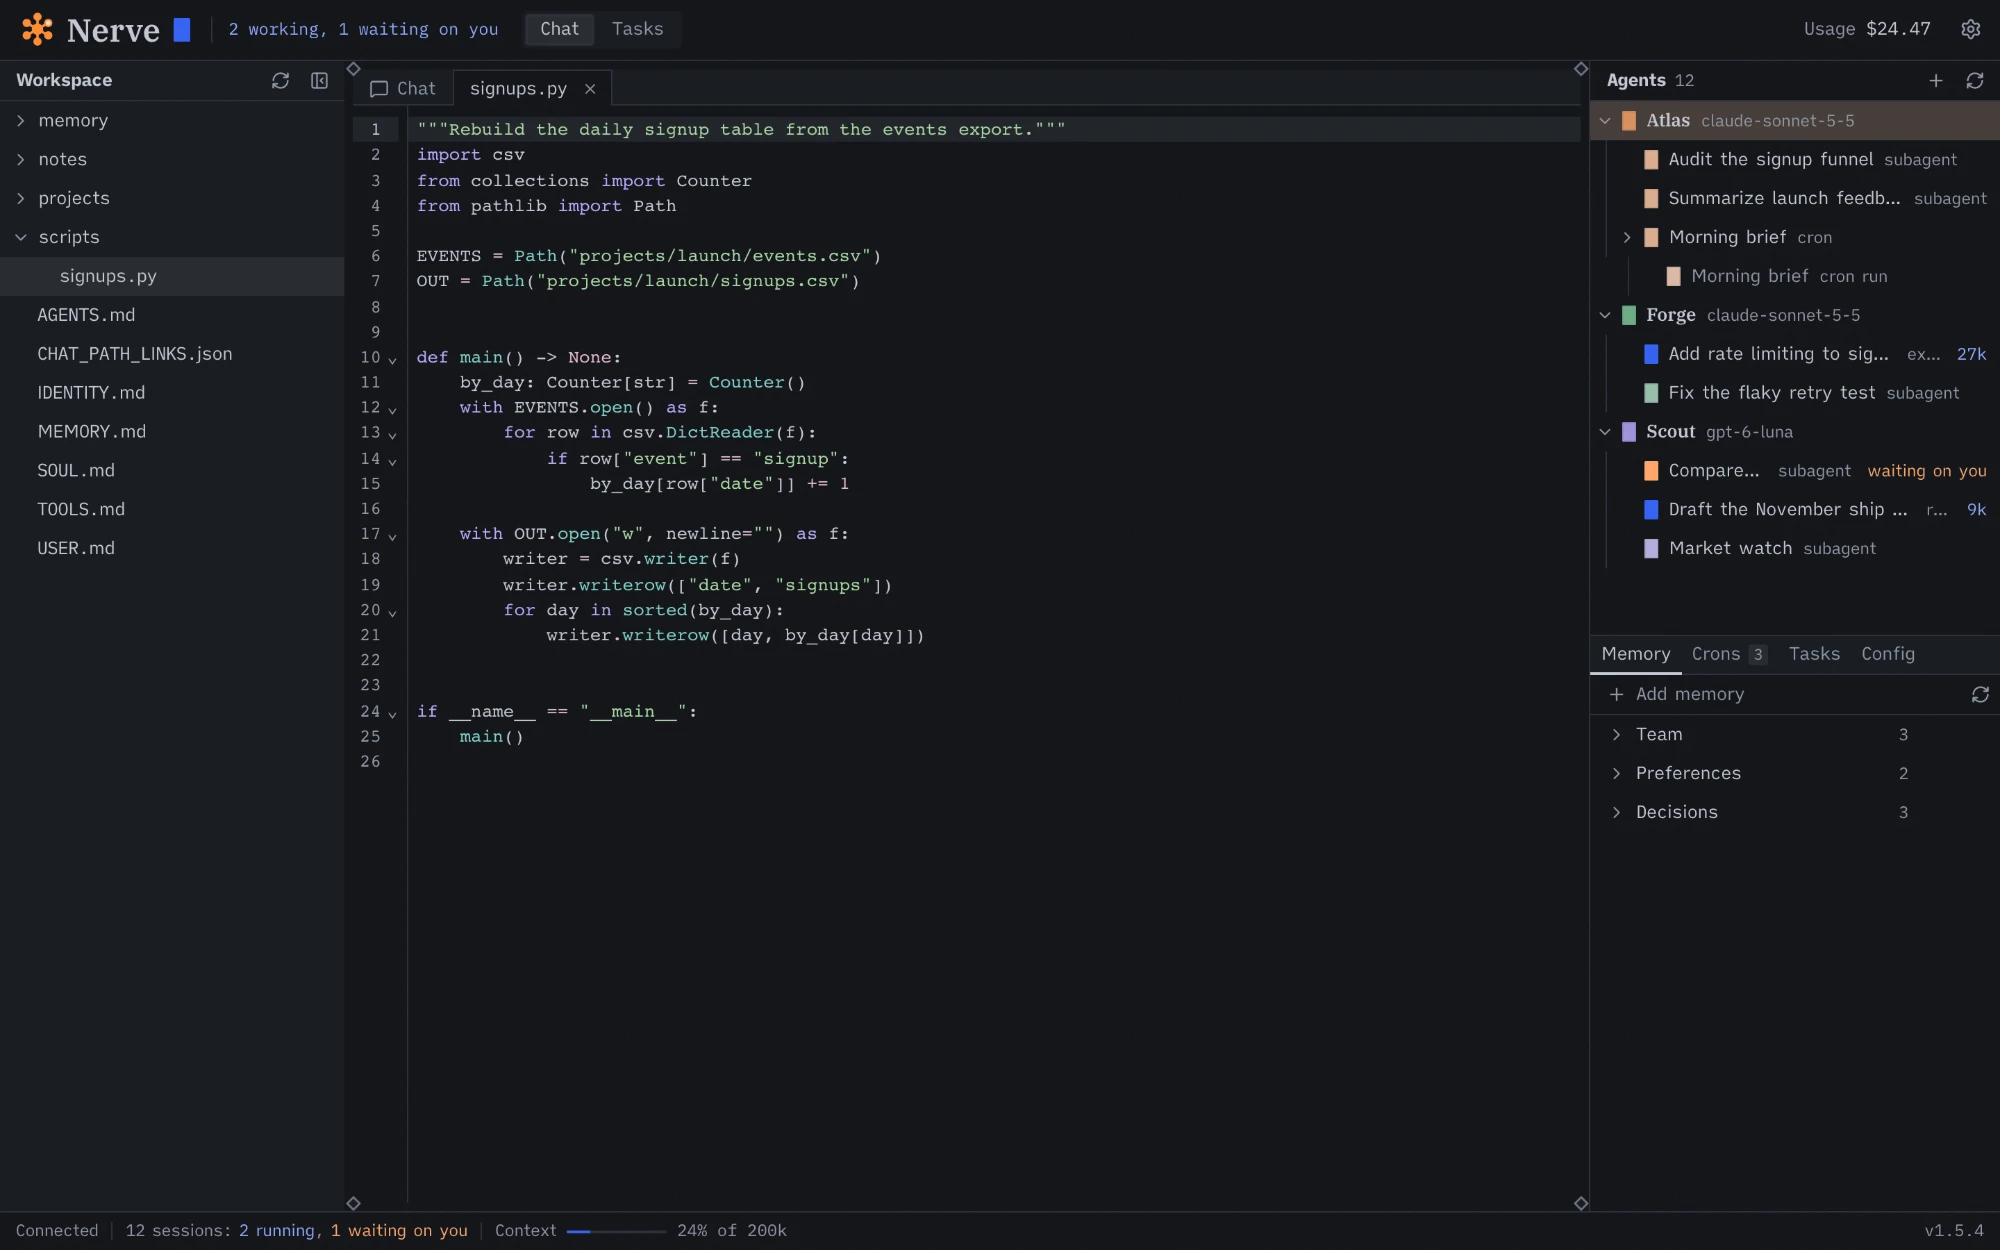 Nerve
2 working, 1 waiting on you
Chat
Tasks
Usage $24.47
Workspace
memory
notes
projects
scripts
signups.py
AGENTS.md
CHAT_PATH_LINKS.json
IDENTITY.md
MEMORY.md
SOUL.md
TOOLS.md
USER.md
Chat
signups.py
1 """Rebuild the daily signup table from the events export."""
2 import csv
3 from collections import Counter
4 from pathlib import Path
5
6 EVENTS = Path("projects/launch/events.csv")
7 OUT = Path("projects/launch/signups.csv")
8
9
10 def main() -> None:
11     by_day: Counter[str] = Counter()
12     with EVENTS.open() as f:
13         for row in csv.DictReader(f):
14             if row["event"] == "signup":
15                 by_day[row["date"]] += 1
16
17     with OUT.open("w", newline="") as f:
18         writer = csv.writer(f)
19         writer.writerow(["date", "signups"])
20         for day in sorted(by_day):
21             writer.writerow([day, by_day[day]])
22
23
24 if __name__ == "__main__":
25     main()
26
Agents 12
Atlas claude-sonnet-5-5
Audit the signup funnel subagent
Summarize launch feedb... subagent
Morning brief cron
Morning brief cron run
Forge claude-sonnet-5-5
Add rate limiting to sig... ex... 27k
Fix the flaky retry test subagent
Scout gpt-6-luna
Compare... subagent waiting on you
Draft the November ship ... r... 9k
Market watch subagent
Memory Crons 3 Tasks Config
Add memory
Team 3
Preferences 2
Decisions 3
Connected
12 sessions: 2 running, 1 waiting on you
Context 24% of 200k
v1.5.4